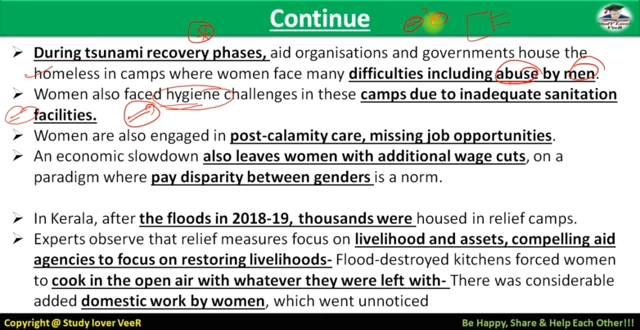 Continue
➢ During tsunami recovery phases, aid organisations and governments house the
homeless in camps where women face many difficulties including abuse by men.
➢ Women also faced hygiene challenges in these camps due to inadequate sanitation
facilities.
➢ Women are also engaged in post-calamity care, missing job opportunities.
➢ An economic slowdown also leaves women with additional wage cuts, on a
paradigm where pay disparity between genders is a norm.
➢ In Kerala, after the floods in 2018-19, thousands were housed in relief camps.
➢ Experts observe that relief measures focus on livelihood and assets, compelling aid
agencies to focus on restoring livelihoods- Flood-destroyed kitchens forced women
to cook in the open air with whatever they were left with- There was considerable
added domestic work by women, which went unnoticed
Copyright @ Study lover VeeR
Be Happy, Share & Help Each Other!!!